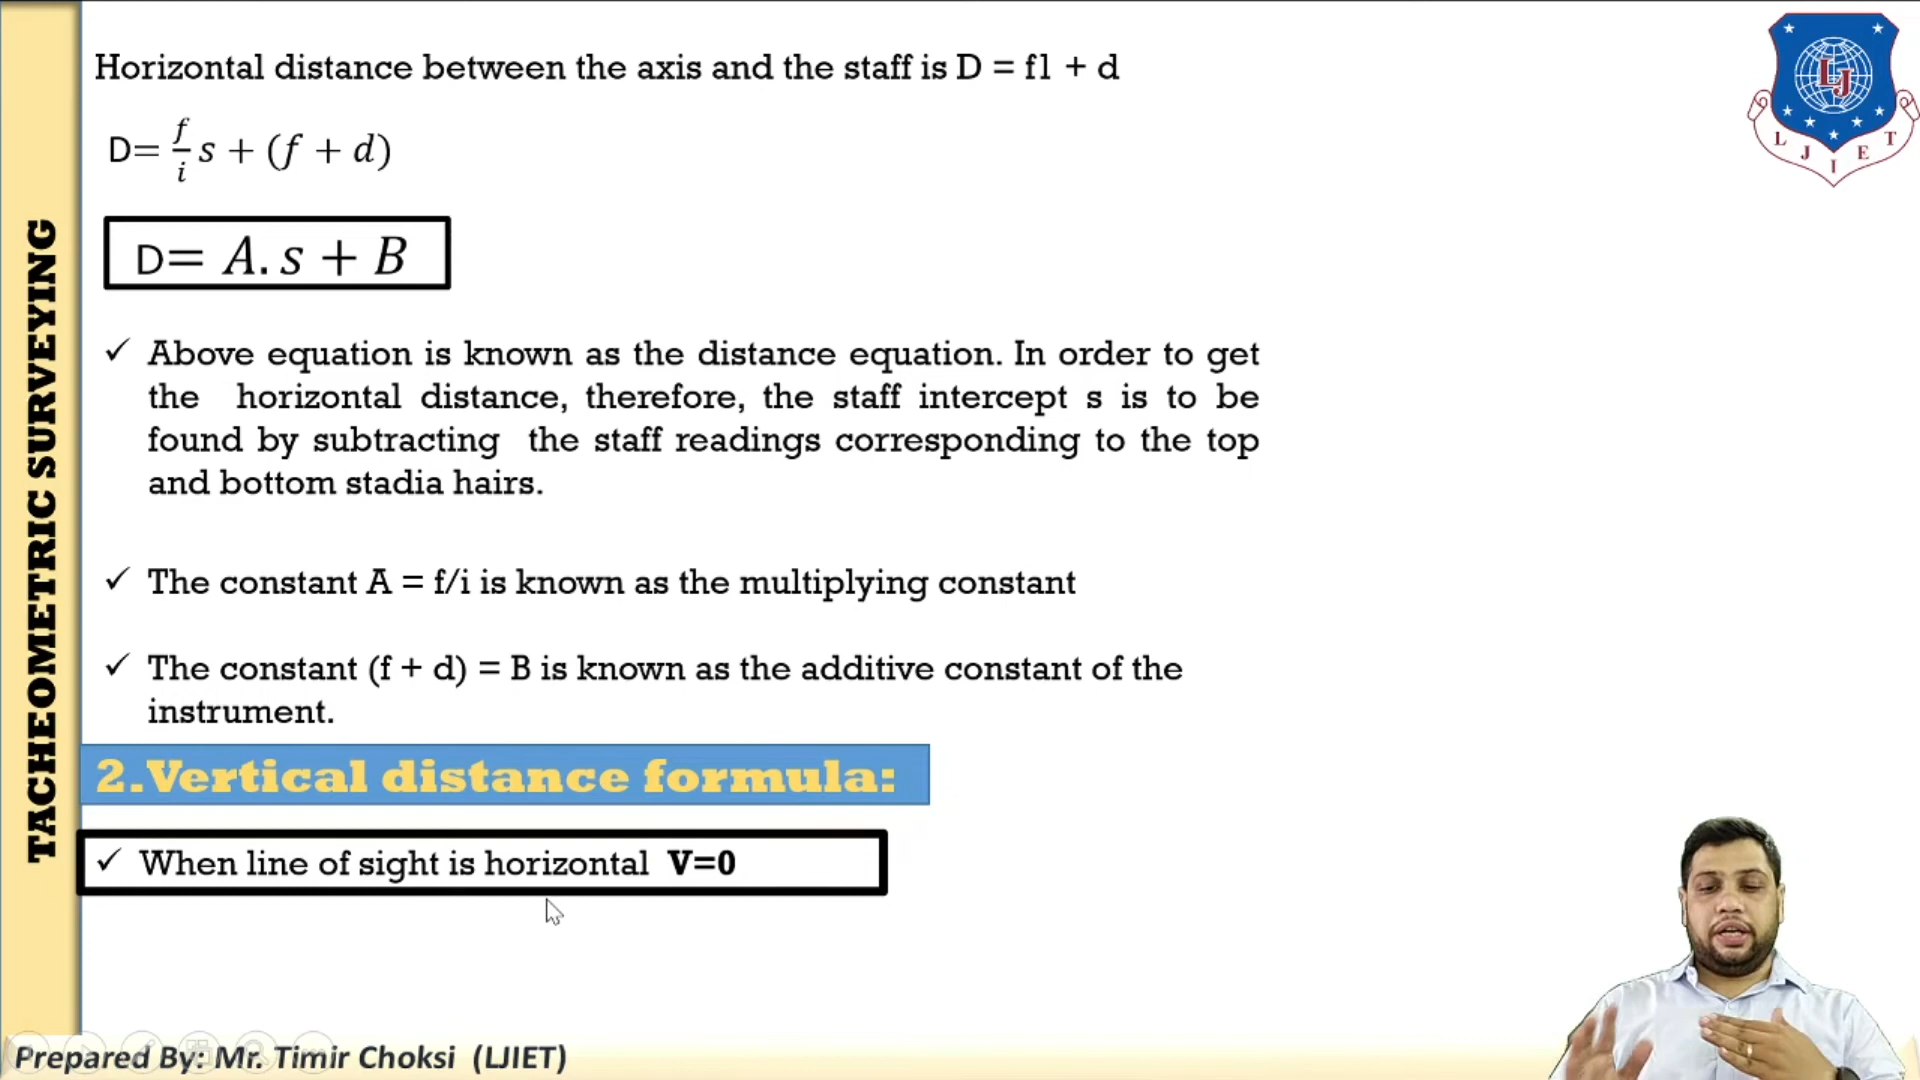 Horizontal distance between the axis and the staff is D = f1 + d
D= f/i s + (f + d)
D= A. s + B
✓ Above equation is known as the distance equation. In order to get
the horizontal distance, therefore, the staff intercept s is to be
found by subtracting the staff readings corresponding to the top
and bottom stadia hairs.
✓ The constant A = f/i is known as the multiplying constant
✓ The constant (f + d) = B is known as the additive constant of the
instrument.
2.Vertical distance formula:
✓ When line of sight is horizontal V=0
TACHEOMETRIC SURVEYING
Prepared By: Mr. Timir Choksi (LJIET)
LJ
L J I E T